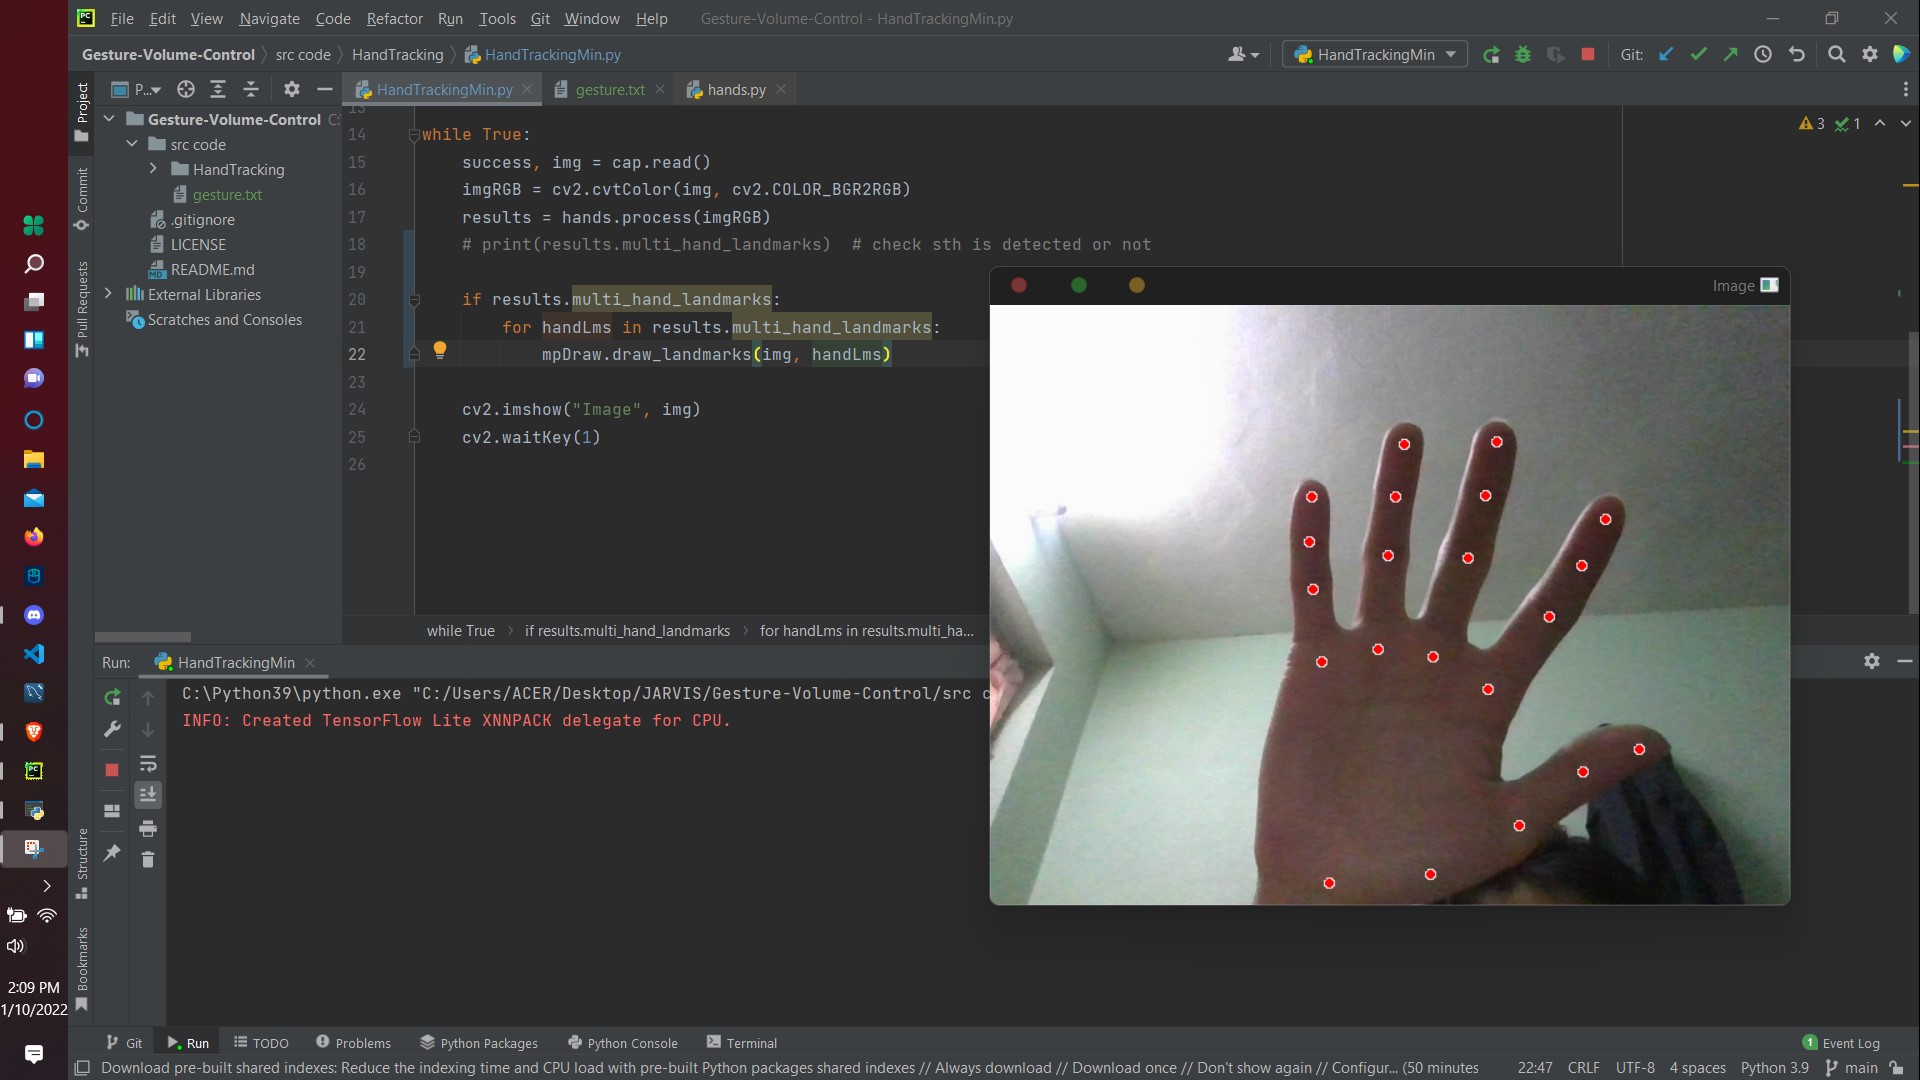 File Edit View Navigate Code Refactor Run Tools Git Window Help Gesture-Volume-Control - HandTrackingMin.py
Gesture-Volume-Control src code HandTracking HandTrackingMin.py HandTrackingMin Git:
Project P... HandTrackingMin.py gesture.txt hands.py
Gesture-Volume-Control C:
src code
HandTracking
gesture.txt
.gitignore
LICENSE
README.md
External Libraries
Scratches and Consoles
Commit
Pull Requests
3 1
13
14 while True:
15 success, img = cap.read()
16 imgRGB = cv2.cvtColor(img, cv2.COLOR_BGR2RGB)
17 results = hands.process(imgRGB)
18 # print(results.multi_hand_landmarks)  # check sth is detected or not
19
20 if results.multi_hand_landmarks:
21 for handLms in results.multi_hand_landmarks:
22 mpDraw.draw_landmarks(img, handLms)
23
24 cv2.imshow("Image", img)
25 cv2.waitKey(1)
26
while True if results.multi_hand_landmarks for handLms in results.multi_ha...
Image
Run: HandTrackingMin
C:\Python39\python.exe "C:/Users/ACER/Desktop/JARVIS/Gesture-Volume-Control/src c
INFO: Created TensorFlow Lite XNNPACK delegate for CPU.
Structure
Bookmarks
2:09 PM
1/10/2022
Git Run TODO Problems Python Packages Python Console Terminal 1 Event Log
Download pre-built shared indexes: Reduce the indexing time and CPU load with pre-built Python packages shared indexes // Always download // Download once // Don't show again // Configur... (50 minutes 22:47 CRLF UTF-8 4 spaces Python 3.9 main